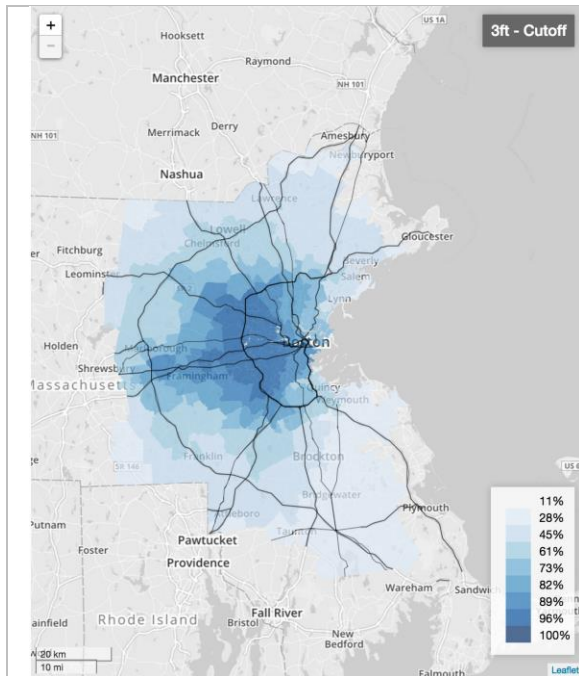 +
−
3ft - Cutoff
US 1A
Hooksett
Raymond
Manchester
NH 101
NH 101
Derry
Merrimack
Amesbury
Newburyport
Nashua
Lawrence
Lowell
Chelmsford
Gloucester
Fitchburg
Leominster
Beverly
Salem
Lynn
Holden
Boston
Marlborough
Shrewsbury
Framingham
Massachusetts
Quincy
Weymouth
Franklin
SR 146
Brockton
Bridgewater
Plymouth
Attleboro
Taunton
Putnam
Foster
Pawtucket
Providence
Wareham
Sandwich
Fall River
Rhode Island
Bristol
New
Bedford
Falmouth
11%
28%
45%
61%
73%
82%
89%
96%
100%
20 km
10 mi
Leaflet